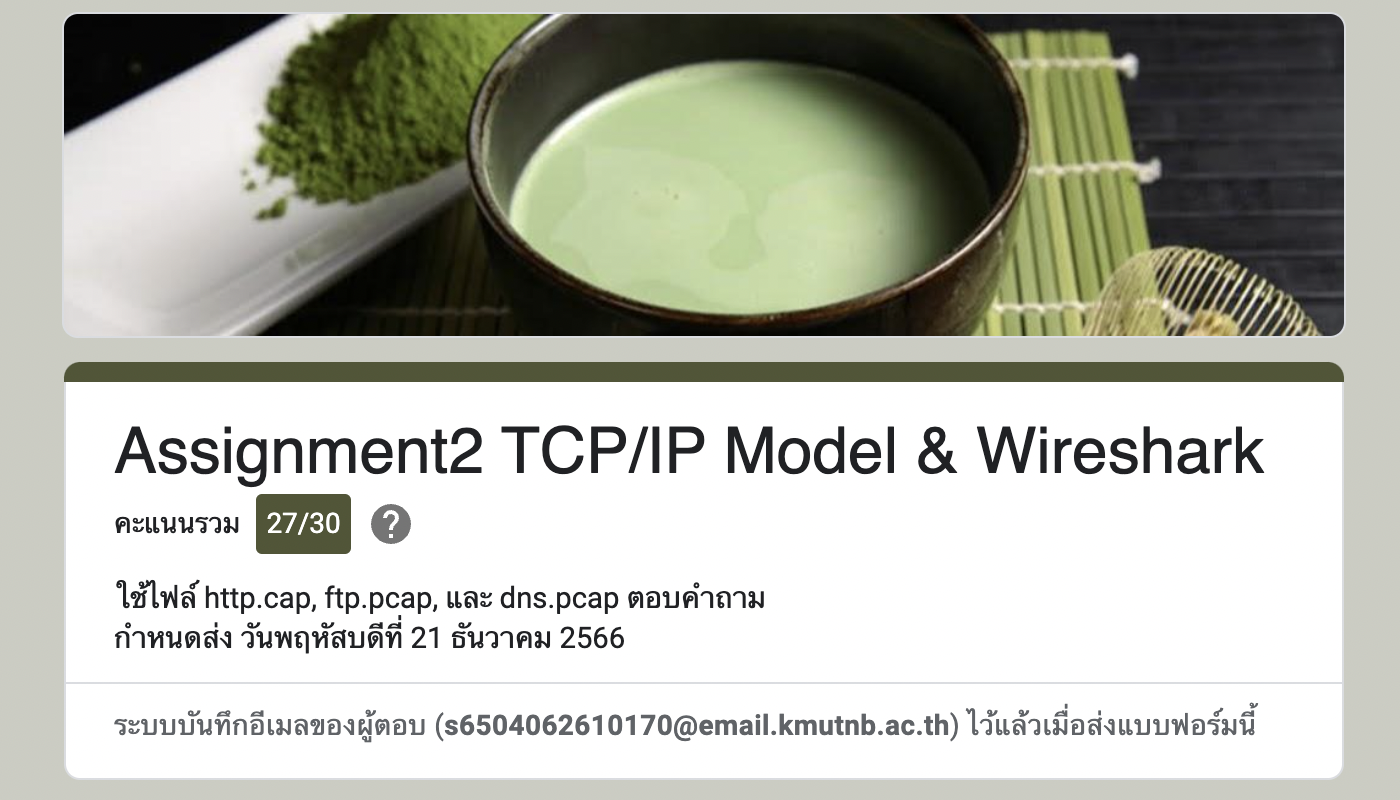 Assignment2 TCP/IP Model & Wireshark
คะแนนรวม 27/30 ?
ใช้ไฟล์ http.cap, ftp.pcap, และ dns.pcap ตอบคำถาม
กำหนดส่ง วันพฤหัสบดีที่ 21 ธันวาคม 2566
ระบบบันทึกอีเมลของผู้ตอบ (s6504062610170@email.kmutnb.ac.th) ไว้แล้วเมื่อส่งแบบฟอร์มนี้